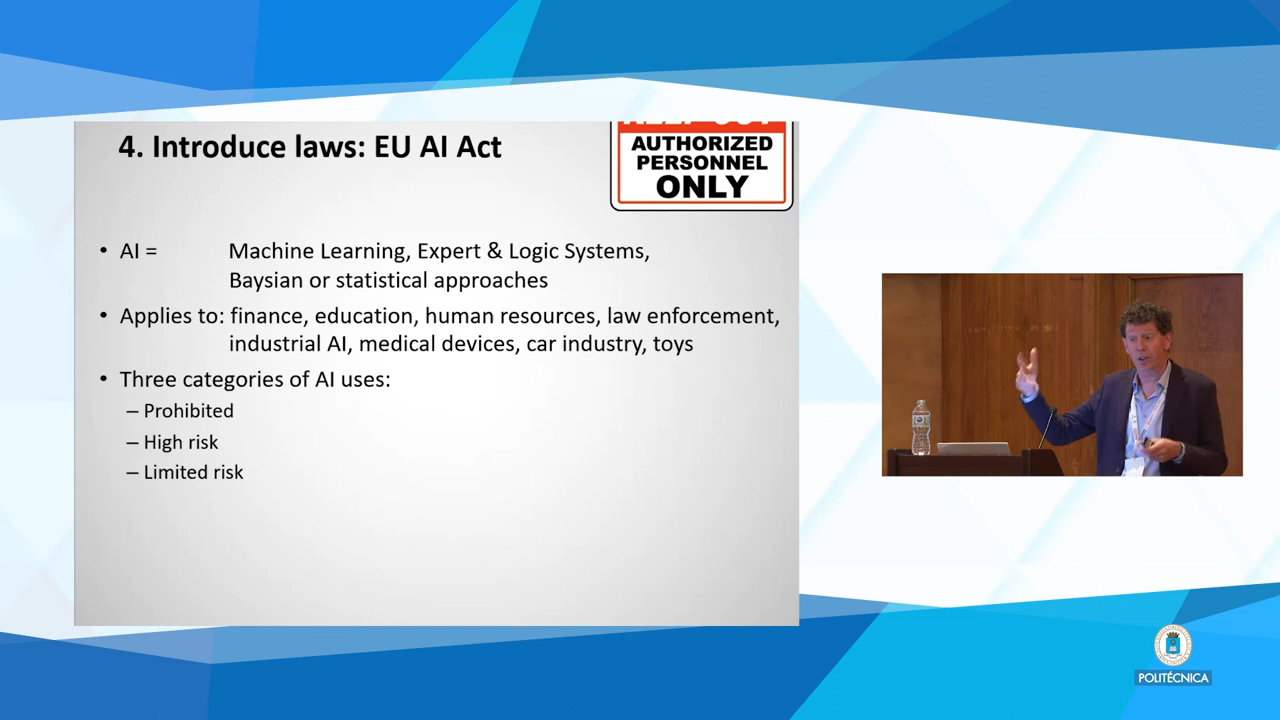 4. Introduce laws: EU AI Act
AUTHORIZED
PERSONNEL
ONLY
• AI = Machine Learning, Expert & Logic Systems,
Baysian or statistical approaches
• Applies to: finance, education, human resources, law enforcement,
industrial AI, medical devices, car industry, toys
• Three categories of AI uses:
– Prohibited
– High risk
– Limited risk
POLITÉCNICA